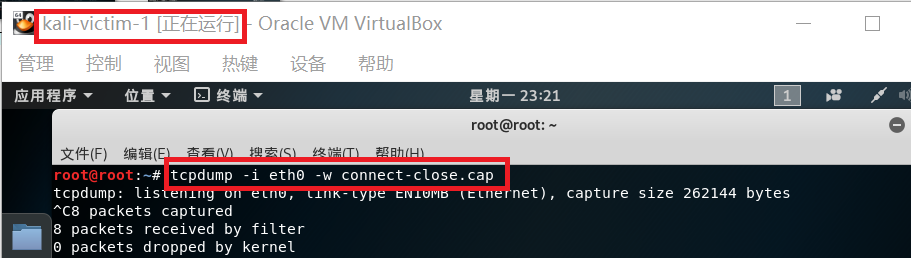 kali-victim-1 [正在运行] - Oracle VM VirtualBox
管理 控制 视图 热键 设备 帮助
应用程序 位置 终端 星期一 23:21 1
root@root: ~
文件(F) 编辑(E) 查看(V) 搜索(S) 终端(T) 帮助(H)
root@root:~# tcpdump -i eth0 -w connect-close.cap
tcpdump: listening on eth0, link-type EN10MB (Ethernet), capture size 262144 bytes
^C8 packets captured
8 packets received by filter
0 packets dropped by kernel